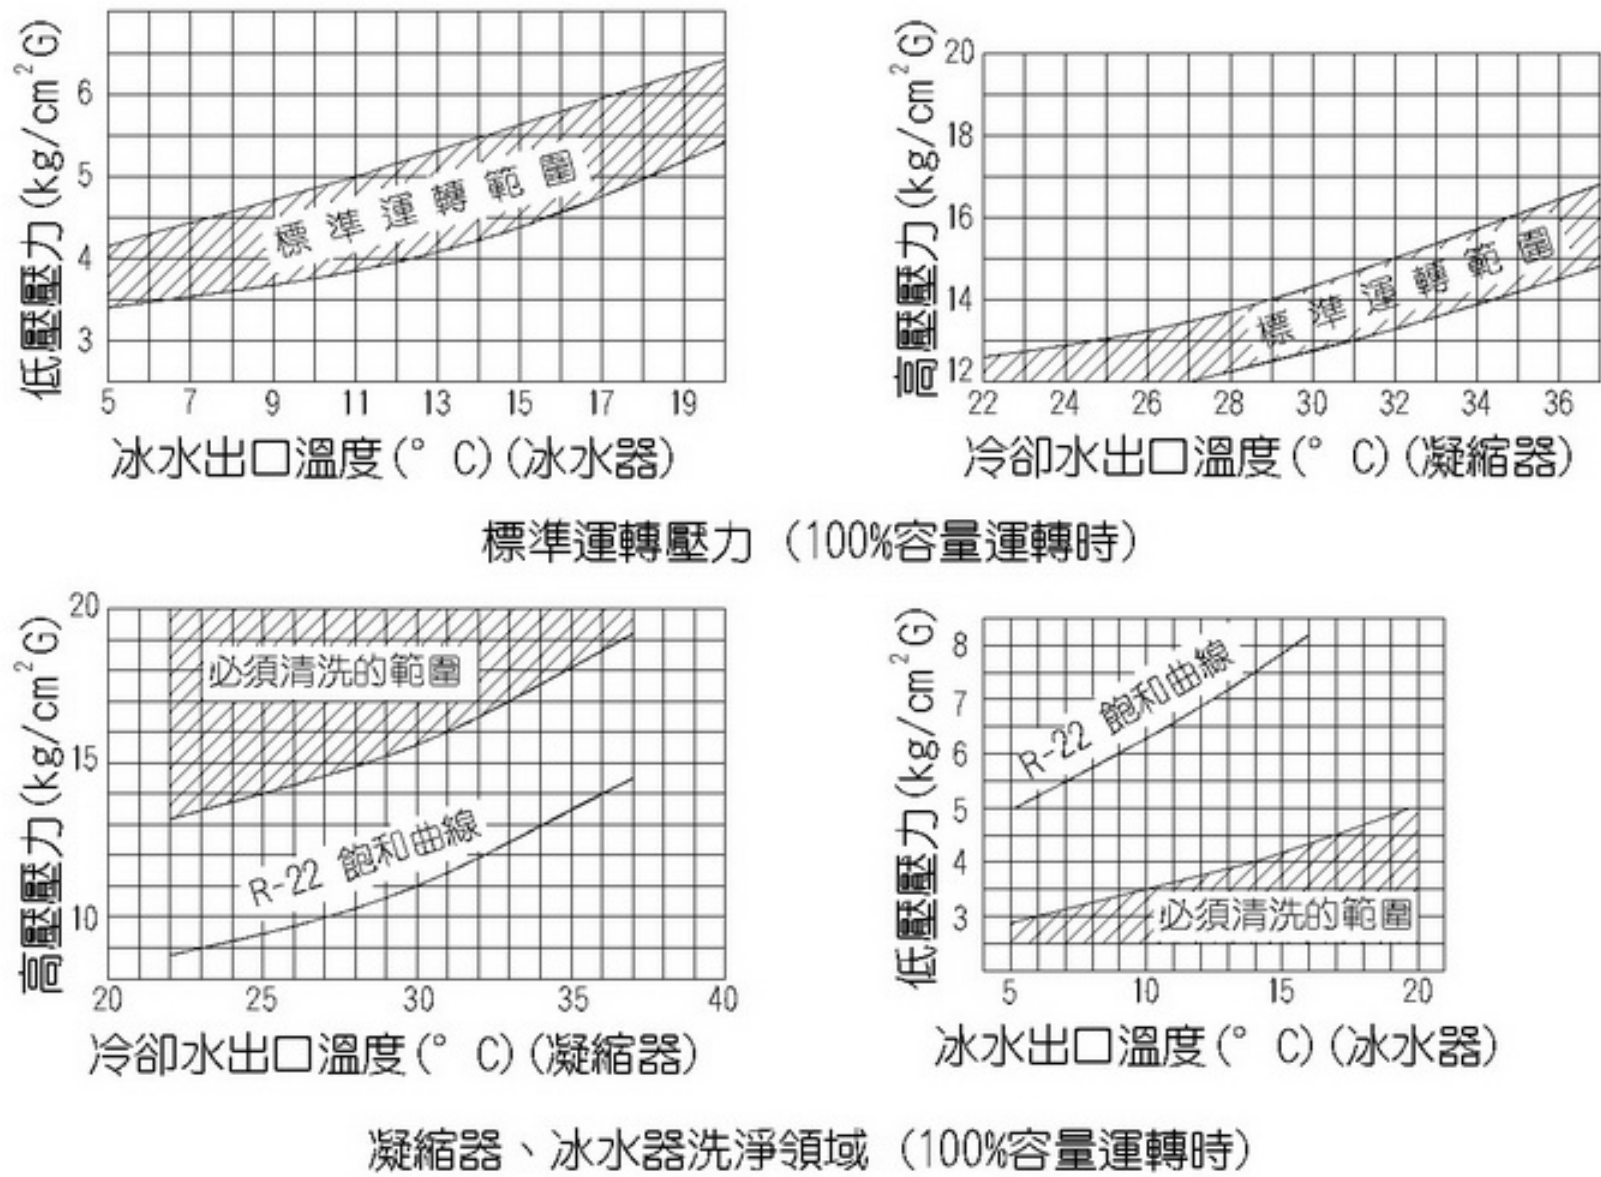 低壓壓力(kg/cm²G)
6
5
4
3
標準運轉範圍
5 7 9 11 13 15 17 19
冰水出口溫度(° C)(冰水器)
高壓壓力(kg/cm²G)
20
18
16
14
12
標準運轉範圍
22 24 26 28 30 32 34 36
冷卻水出口溫度(° C)(凝縮器)
標準運轉壓力 (100%容量運轉時)
高壓壓力(kg/cm²G)
20
15
10
必須清洗的範圍
R-22 飽和曲線
20 25 30 35 40
冷卻水出口溫度(° C)(凝縮器)
低壓壓力(kg/cm²G)
8
7
6
5
4
3
R-22 飽和曲線
必須清洗的範圍
5 10 15 20
冰水出口溫度(° C)(冰水器)
凝縮器、冰水器洗淨領域 (100%容量運轉時)